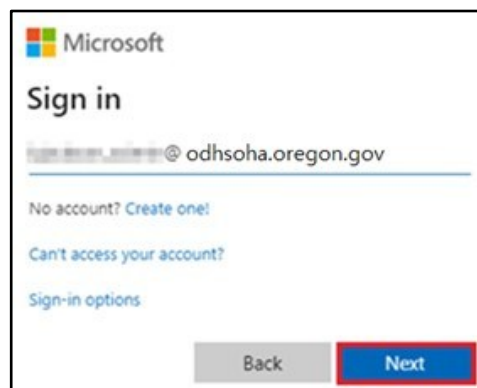 Microsoft
Sign in
@ odhsoha.oregon.gov
No account? Create one!
Can't access your account?
Sign-in options
Back Next